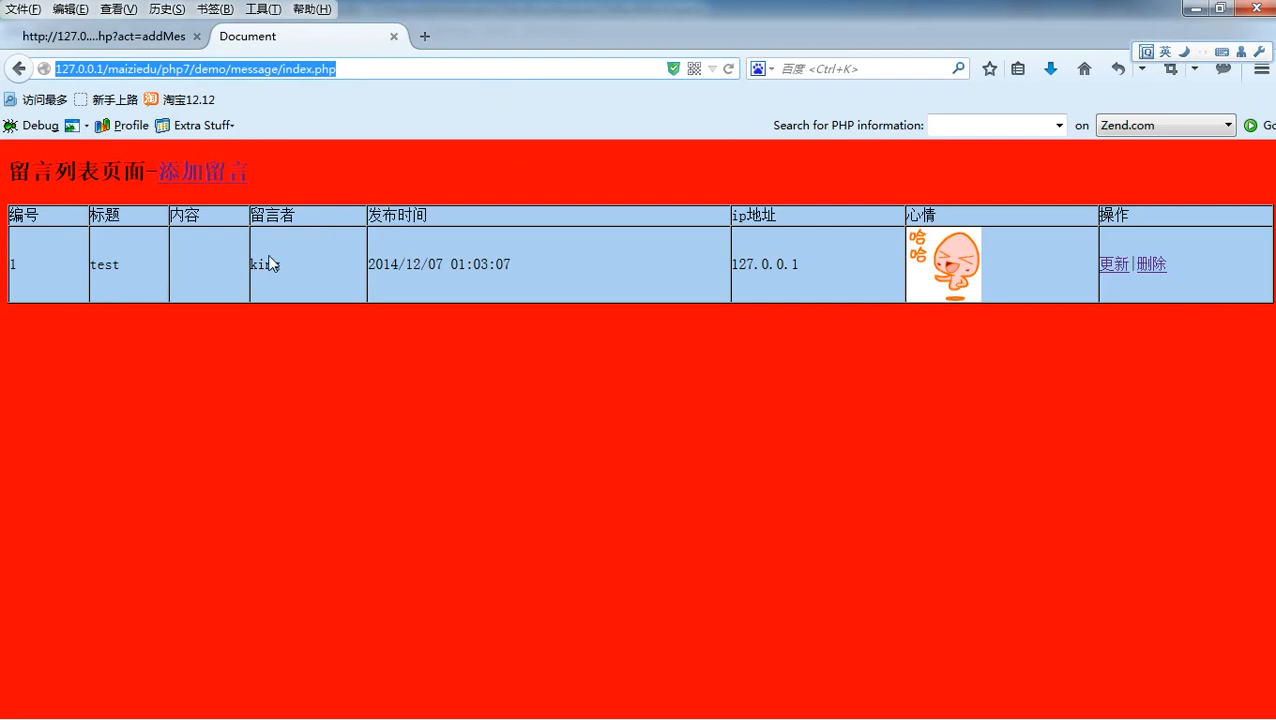 文件(F) 编辑(E) 查看(V) 历史(S) 书签(B) 工具(T) 帮助(H)
http://127.0....hp?act=addMes × Document × +
127.0.0.1/maiziedu/php7/demo/message/index.php 百度 <Ctrl+K> 英
访问最多 新手上路 淘宝12.12
Debug Profile Extra Stuff Search for PHP information: on Zend.com Go
留言列表页面-添加留言
编号 标题 内容 留言者 发布时间 ip地址 心情 操作
哈
哈
1 test 2014/12/07 01:03:07 127.0.0.1 更新|删除